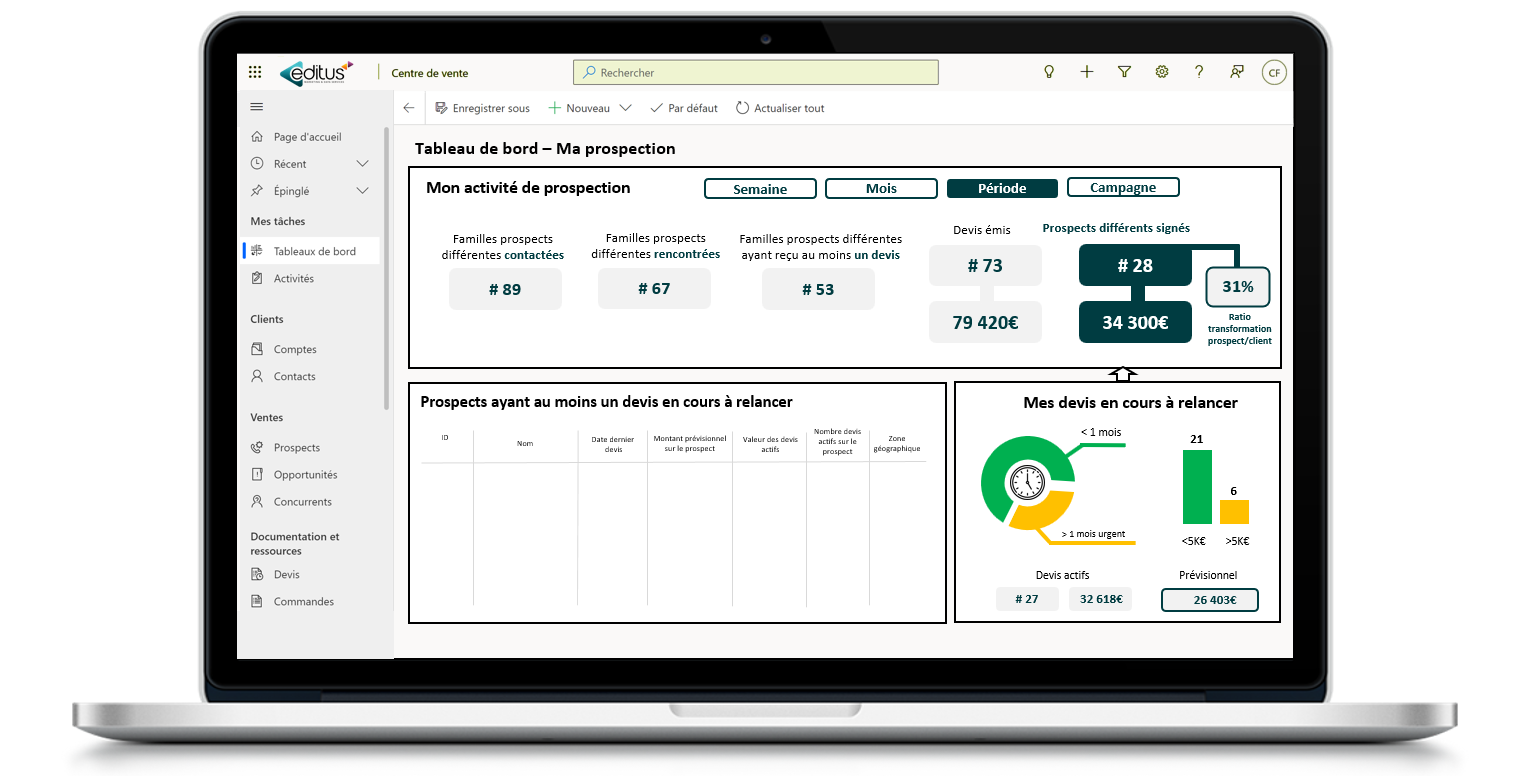 editus
Centre de vente
Rechercher
CF
Enregistrer sous
Nouveau
Par défaut
Actualiser tout
Page d'accueil
Récent
Épinglé
Mes tâches
Tableaux de bord
Activités
Clients
Comptes
Contacts
Ventes
Prospects
Opportunités
Concurrents
Documentation et
ressources
Devis
Commandes
Tableau de bord – Ma prospection
Mon activité de prospection
Semaine
Mois
Période
Campagne
Familles prospects
différentes contactées
# 89
Familles prospects
différentes rencontrées
# 67
Familles prospects différentes
ayant reçu au moins un devis
# 53
Devis émis
# 73
79 420€
Prospects différents signés
# 28
34 300€
31%
Ratio
transformation
prospect/client
Prospects ayant au moins un devis en cours à relancer
ID
Nom
Date dernier
devis
Montant prévisionnel
sur le prospect
Valeur des devis
actifs
Nombre devis
actifs sur le
prospect
Zone
géographique
Mes devis en cours à relancer
< 1 mois
> 1 mois urgent
21
6
<5K€
>5K€
Devis actifs
# 27
32 618€
Prévisionnel
26 403€